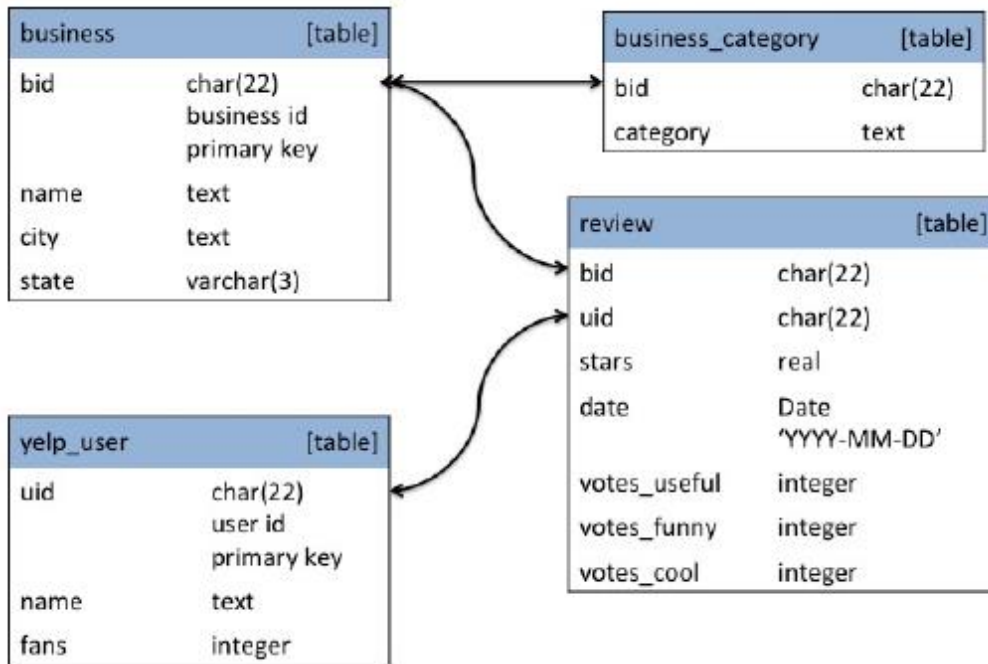 business [table]
bid char(22)
business id
primary key
name text
city text
state varchar(3)
business_category [table]
bid char(22)
category text
review [table]
bid char(22)
uid char(22)
stars real
date Date
‘YYYY-MM-DD’
votes_useful integer
votes_funny integer
votes_cool integer
yelp_user [table]
uid char(22)
user id
primary key
name text
fans integer